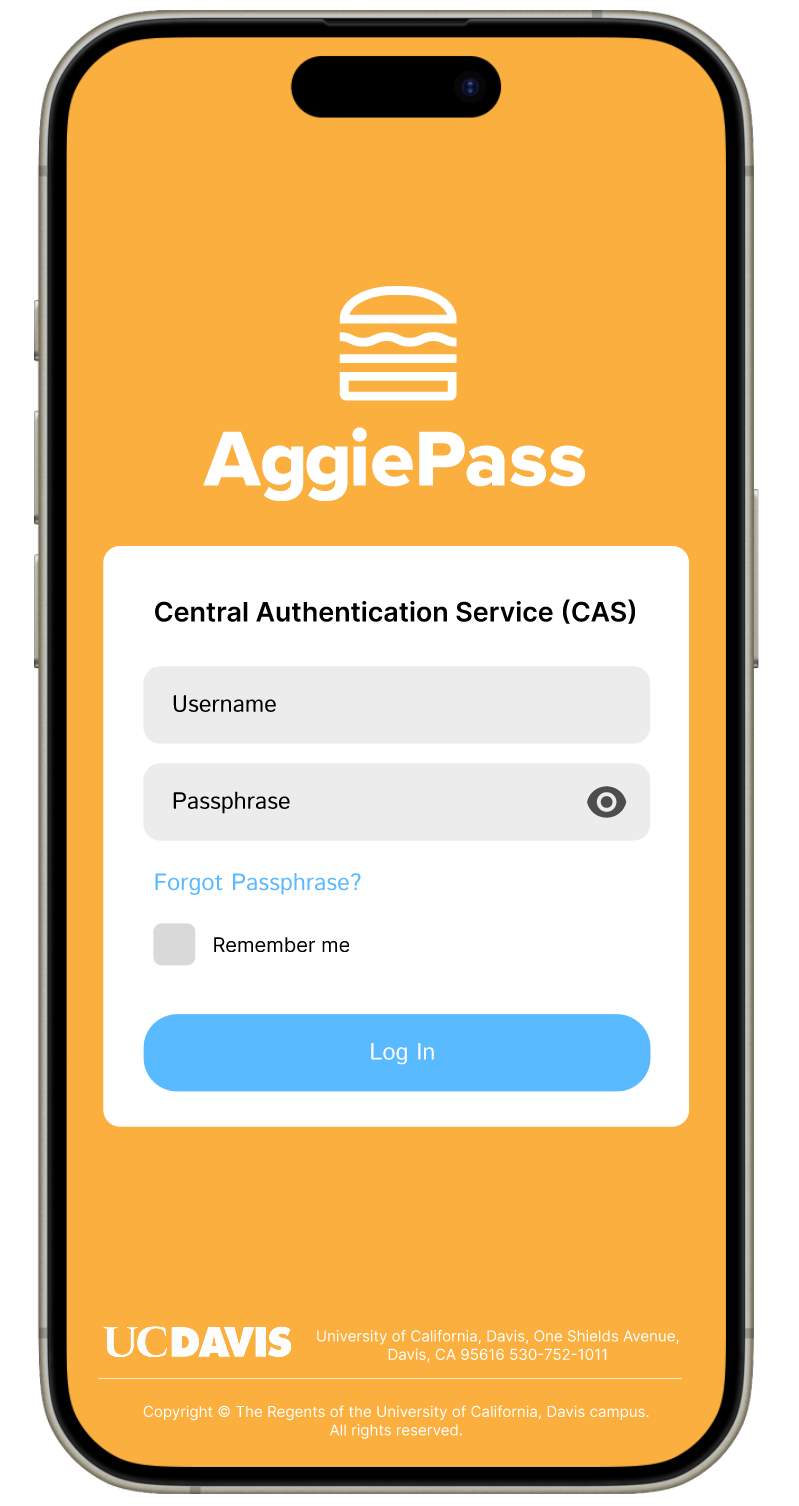 AggiePass
Central Authentication Service (CAS)
Username
Passphrase
Forgot Passphrase?
Remember me
Log In
UCDAVIS
University of California, Davis, One Shields Avenue,
Davis, CA 95616 530-752-1011
Copyright © The Regents of the University of California, Davis campus.
All rights reserved.